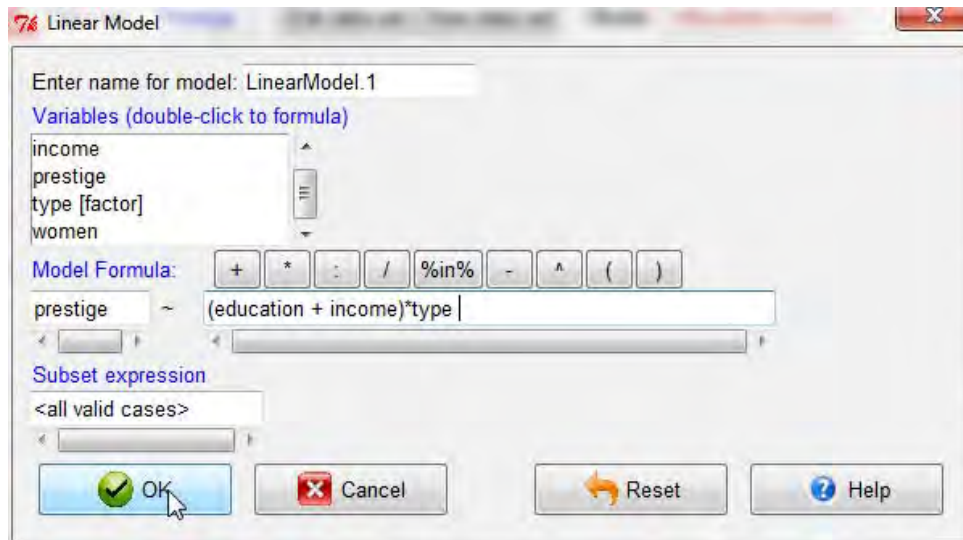 Linear Model
Enter name for model: LinearModel.1
Variables (double-click to formula)
income
prestige
type [factor]
women
Model Formula: + * : / %in% - ^ ( )
prestige ~ (education + income)*type
Subset expression
<all valid cases>
OK Cancel Reset Help